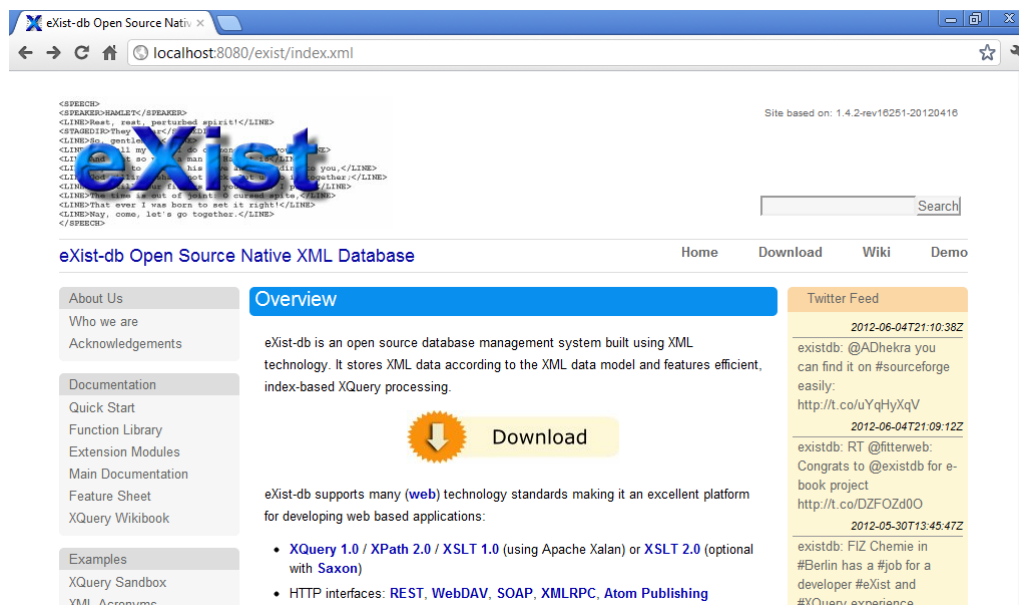 eXist-db Open Source Nativ
localhost:8080/exist/index.xml
<SPEECH>
<SPEAKER>HAMLET</SPEAKER>
<LINE>Rest, rest, perturbed spirit!</LINE>
eXist
<LINE>That ever I was born to set it right!</LINE>
<LINE>Nay, come, let's go together.</LINE>
</SPEECH>
Site based on: 1.4.2-rev16251-20120416
Search
eXist-db Open Source Native XML Database
Home Download Wiki Demo
About Us
Who we are
Acknowledgements
Documentation
Quick Start
Function Library
Extension Modules
Main Documentation
Feature Sheet
XQuery Wikibook
Examples
XQuery Sandbox
XML Acronyms
Overview
eXist-db is an open source database management system built using XML
technology. It stores XML data according to the XML data model and features efficient,
index-based XQuery processing.
Download
eXist-db supports many (web) technology standards making it an excellent platform
for developing web based applications:
• XQuery 1.0 / XPath 2.0 / XSLT 1.0 (using Apache Xalan) or XSLT 2.0 (optional
with Saxon)
• HTTP interfaces: REST, WebDAV, SOAP, XMLRPC, Atom Publishing
Twitter Feed
2012-06-04T21:10:38Z
existdb: @ADhekra you
can find it on #sourceforge
easily:
http://t.co/uYqHyXqV
2012-06-04T21:09:12Z
existdb: RT @fitterweb:
Congrats to @existdb for e-
book project
http://t.co/DZFOZd0O
2012-05-30T13:45:47Z
existdb: FIZ Chemie in
#Berlin has a #job for a
developer #eXist and
#XQuery experience